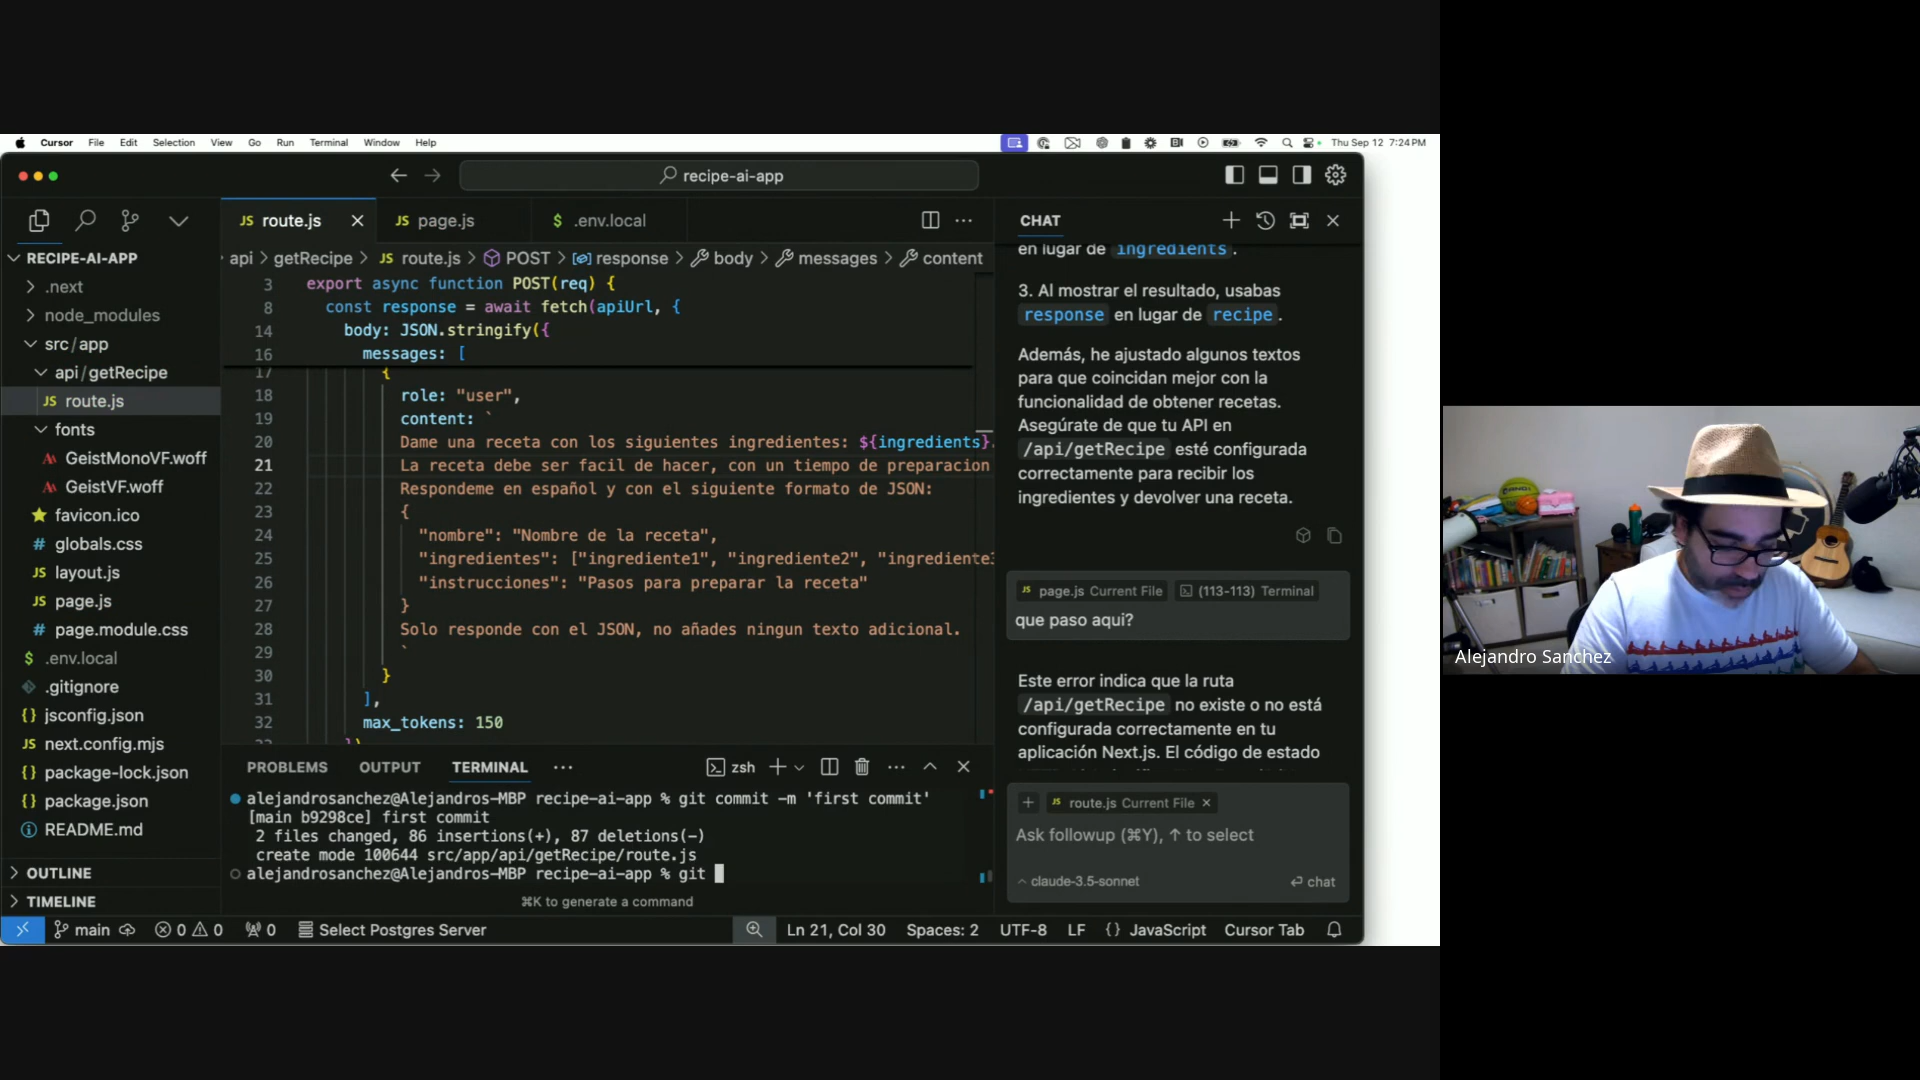 Cursor File Edit Selection View Go Run Terminal Window Help
Thu Sep 12 7:24 PM
recipe-ai-app
RECIPE-AI-APP
.next
node_modules
src/app
api/getRecipe
JS route.js
fonts
GeistMonoVF.woff
GeistVF.woff
favicon.ico
# globals.css
JS layout.js
JS page.js
# page.module.css
$ .env.local
.gitignore
{} jsconfig.json
JS next.config.mjs
{} package-lock.json
{} package.json
README.md
OUTLINE
TIMELINE
JS route.js
JS page.js
$ .env.local
api > getRecipe > JS route.js > POST > response > body > messages > content
3 export async function POST(req) {
8 const response = await fetch(apiUrl, {
14 body: JSON.stringify({
16 messages: [
17 {
18 role: "user",
19 content: `
20 Dame una receta con los siguientes ingredientes: ${ingredients}.
21 La receta debe ser facil de hacer, con un tiempo de preparacion
22 Respondeme en español y con el siguiente formato de JSON:
23 {
24 "nombre": "Nombre de la receta",
25 "ingredientes": ["ingrediente1", "ingrediente2", "ingrediente3
26 "instrucciones": "Pasos para preparar la receta"
27 }
28 Solo responde con el JSON, no añades ningun texto adicional.
29 `
30 }
31 ],
32 max_tokens: 150
PROBLEMS OUTPUT TERMINAL ··· zsh
alejandrosanchez@Alejandros-MBP recipe-ai-app % git commit -m 'first commit'
[main b9298ce] first commit
2 files changed, 86 insertions(+), 87 deletions(-)
create mode 100644 src/app/api/getRecipe/route.js
alejandrosanchez@Alejandros-MBP recipe-ai-app % git
⌘K to generate a command
CHAT
en lugar de ingredients.
3. Al mostrar el resultado, usabas
response en lugar de recipe.
Además, he ajustado algunos textos
para que coincidan mejor con la
funcionalidad de obtener recetas.
Asegúrate de que tu API en
/api/getRecipe esté configurada
correctamente para recibir los
ingredientes y devolver una receta.
JS page.js Current File (113-113) Terminal
que paso aqui?
Este error indica que la ruta
/api/getRecipe no existe o no está
configurada correctamente en tu
aplicación Next.js. El código de estado
+ JS route.js Current File ×
Ask followup (⌘Y), ↑ to select
claude-3.5-sonnet
chat
main 0 0 0 Select Postgres Server
Ln 21, Col 30 Spaces: 2 UTF-8 LF {} JavaScript Cursor Tab
Alejandro Sanchez